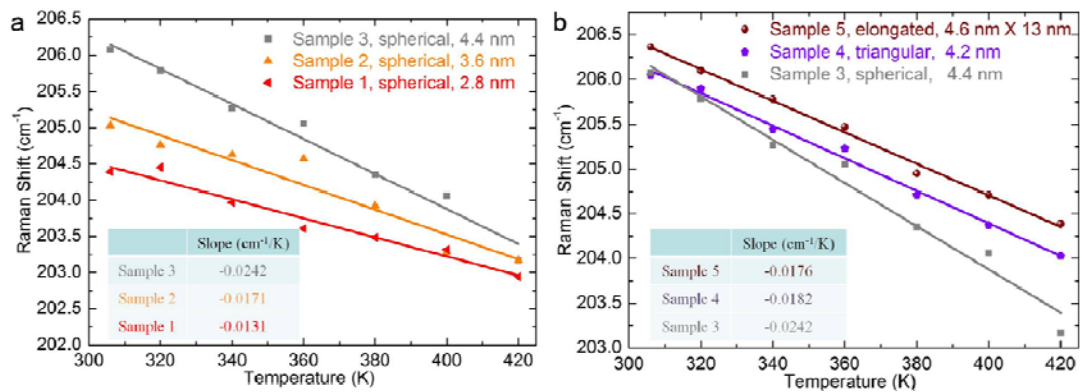 a
Sample 3, spherical, 4.4 nm
Sample 2, spherical, 3.6 nm
Sample 1, spherical, 2.8 nm
Raman Shift (cm⁻¹)
206.5
206.0
205.5
205.0
204.5
204.0
203.5
203.0
202.5
202.0
Slope (cm⁻¹/K)
Sample 3 -0.0242
Sample 2 -0.0171
Sample 1 -0.0131
300 320 340 360 380 400 420
Temperature (K)
b
Sample 5, elongated, 4.6 nm X 13 nm
Sample 4, triangular, 4.2 nm
Sample 3, spherical, 4.4 nm
Raman Shift (cm⁻¹)
206.5
206.0
205.5
205.0
204.5
204.0
203.5
203.0
Slope (cm⁻¹/K)
Sample 5 -0.0176
Sample 4 -0.0182
Sample 3 -0.0242
300 320 340 360 380 400 420
Temperature (K)